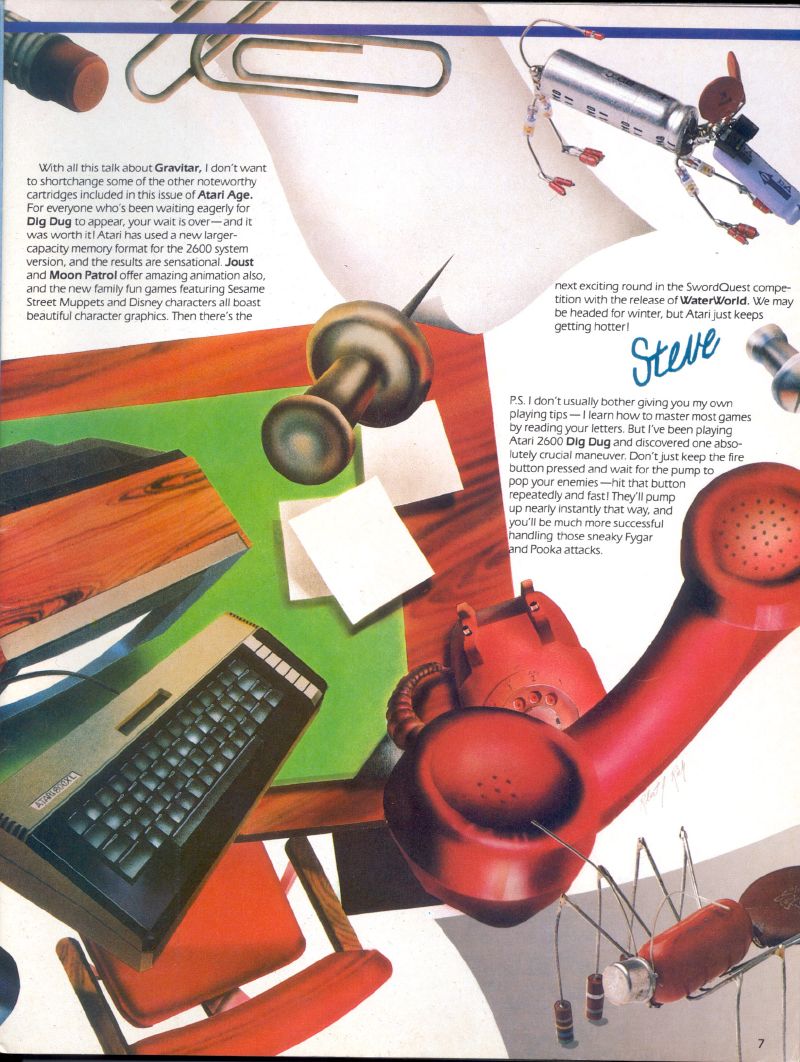 With all this talk about Gravitar, I don't want
to shortchange some of the other noteworthy
cartridges included in this issue of Atari Age.
For everyone who's been waiting eagerly for
Dig Dug to appear, your wait is over—and it
was worth it! Atari has used a new larger-
capacity memory format for the 2600 system
version, and the results are sensational. Joust
and Moon Patrol offer amazing animation also,
and the new family fun games featuring Sesame
Street Muppets and Disney characters all boast
beautiful character graphics. Then there's the
next exciting round in the SwordQuest compe-
tition with the release of WaterWorld. We may
be headed for winter, but Atari just keeps
getting hotter!
Steve
P.S. I don't usually bother giving you my own
playing tips — I learn how to master most games
by reading your letters. But I've been playing
Atari 2600 Dig Dug and discovered one abso-
lutely crucial maneuver. Don't just keep the fire
button pressed and wait for the pump to
pop your enemies —hit that button
repeatedly and fast! They'll pump
up nearly instantly that way, and
you'll be much more successful
handling those sneaky Fygar
and Pooka attacks.
ATARI 800XL
7